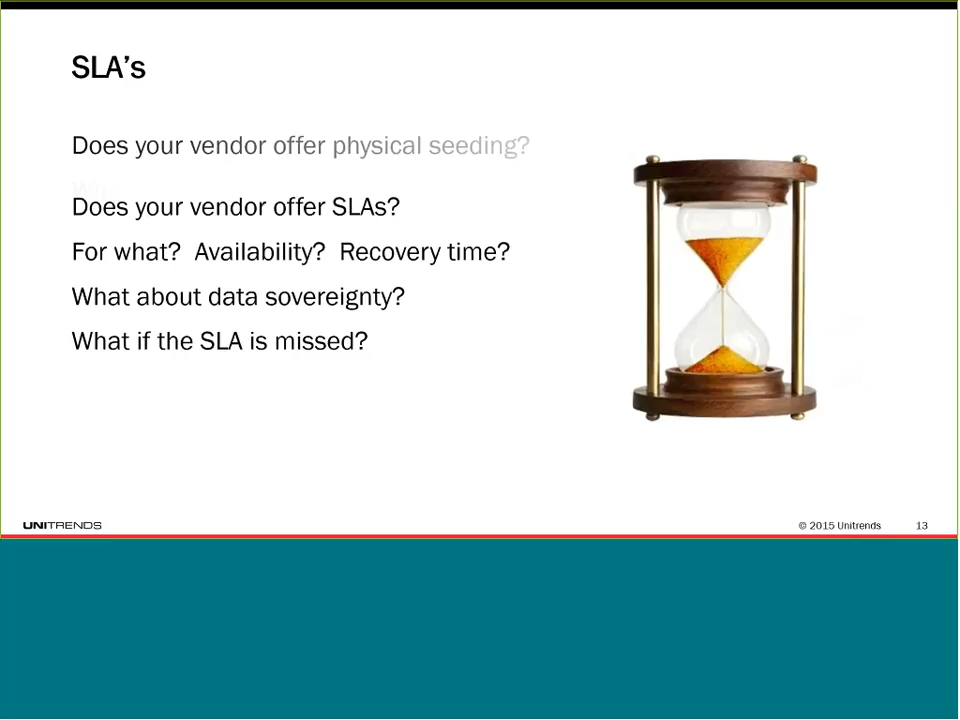 SLA’s
Does your vendor offer physical seeding?
Does your vendor offer SLAs?
For what?  Availability?  Recovery time?
What about data sovereignty?
What if the SLA is missed?
UNITRENDS
© 2015 Unitrends
13